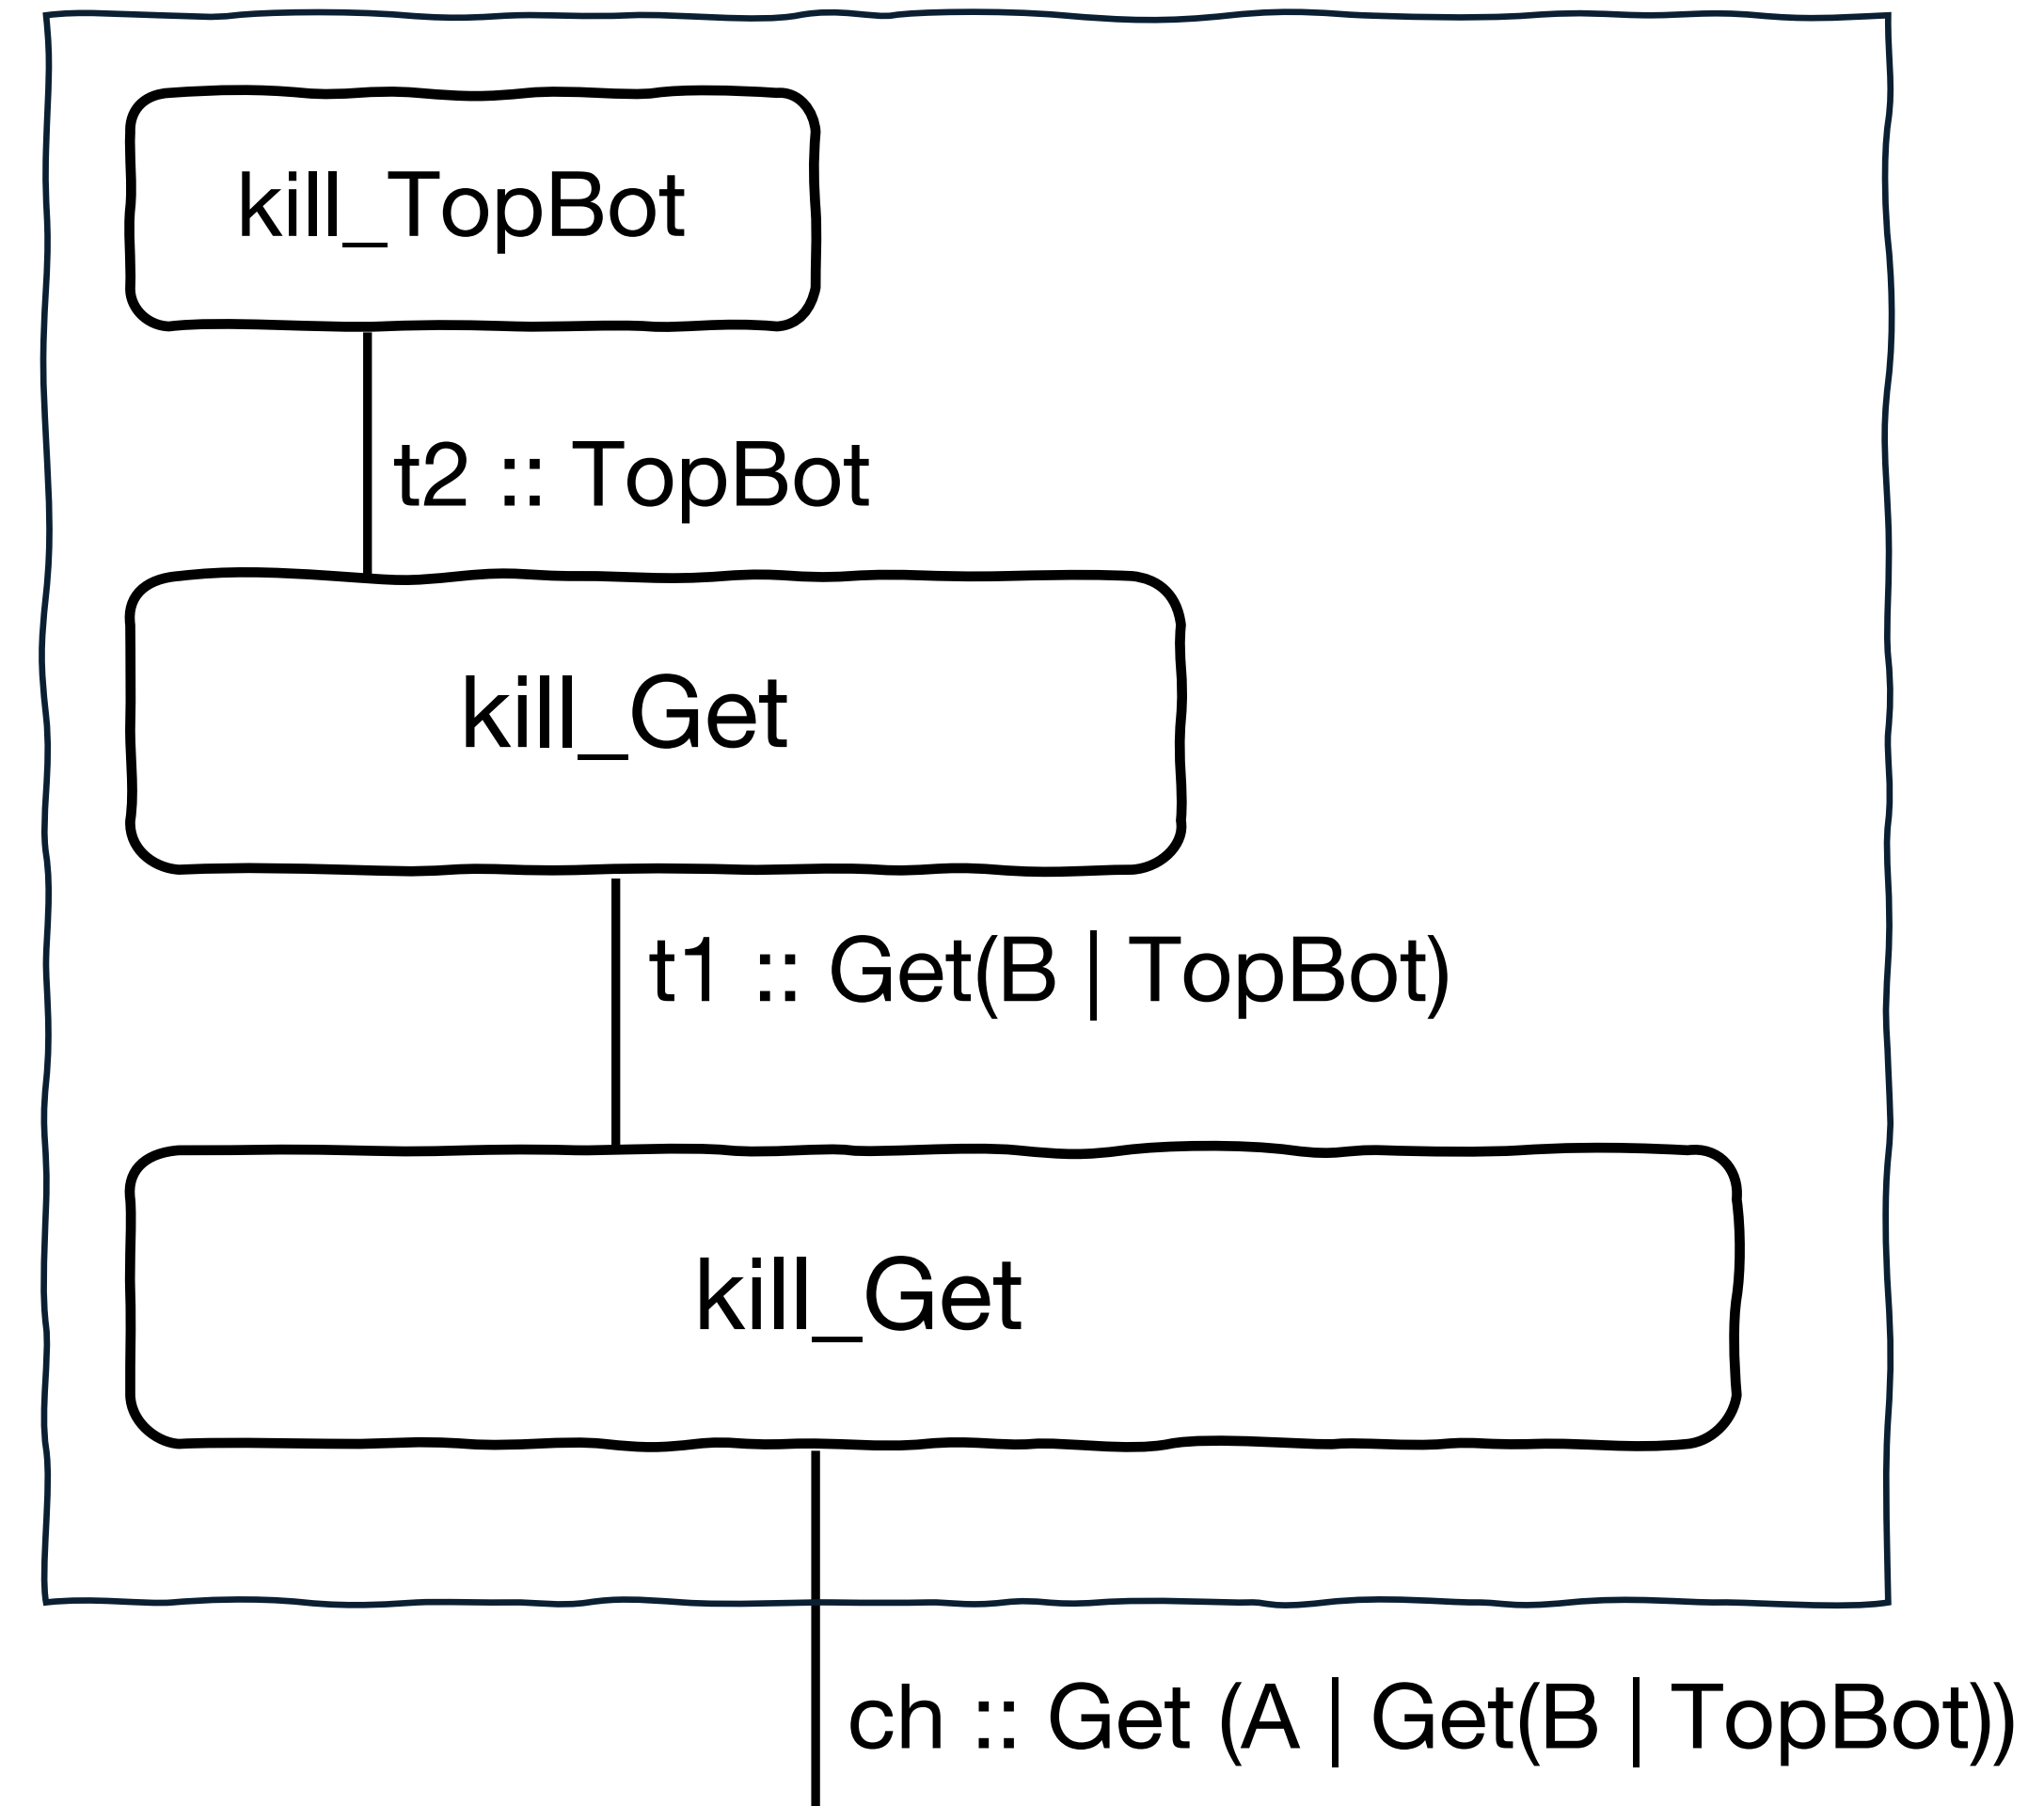 kill_TopBot
t2 :: TopBot
kill_Get
t1 :: Get(B | TopBot)
kill_Get
ch :: Get (A | Get(B | TopBot))